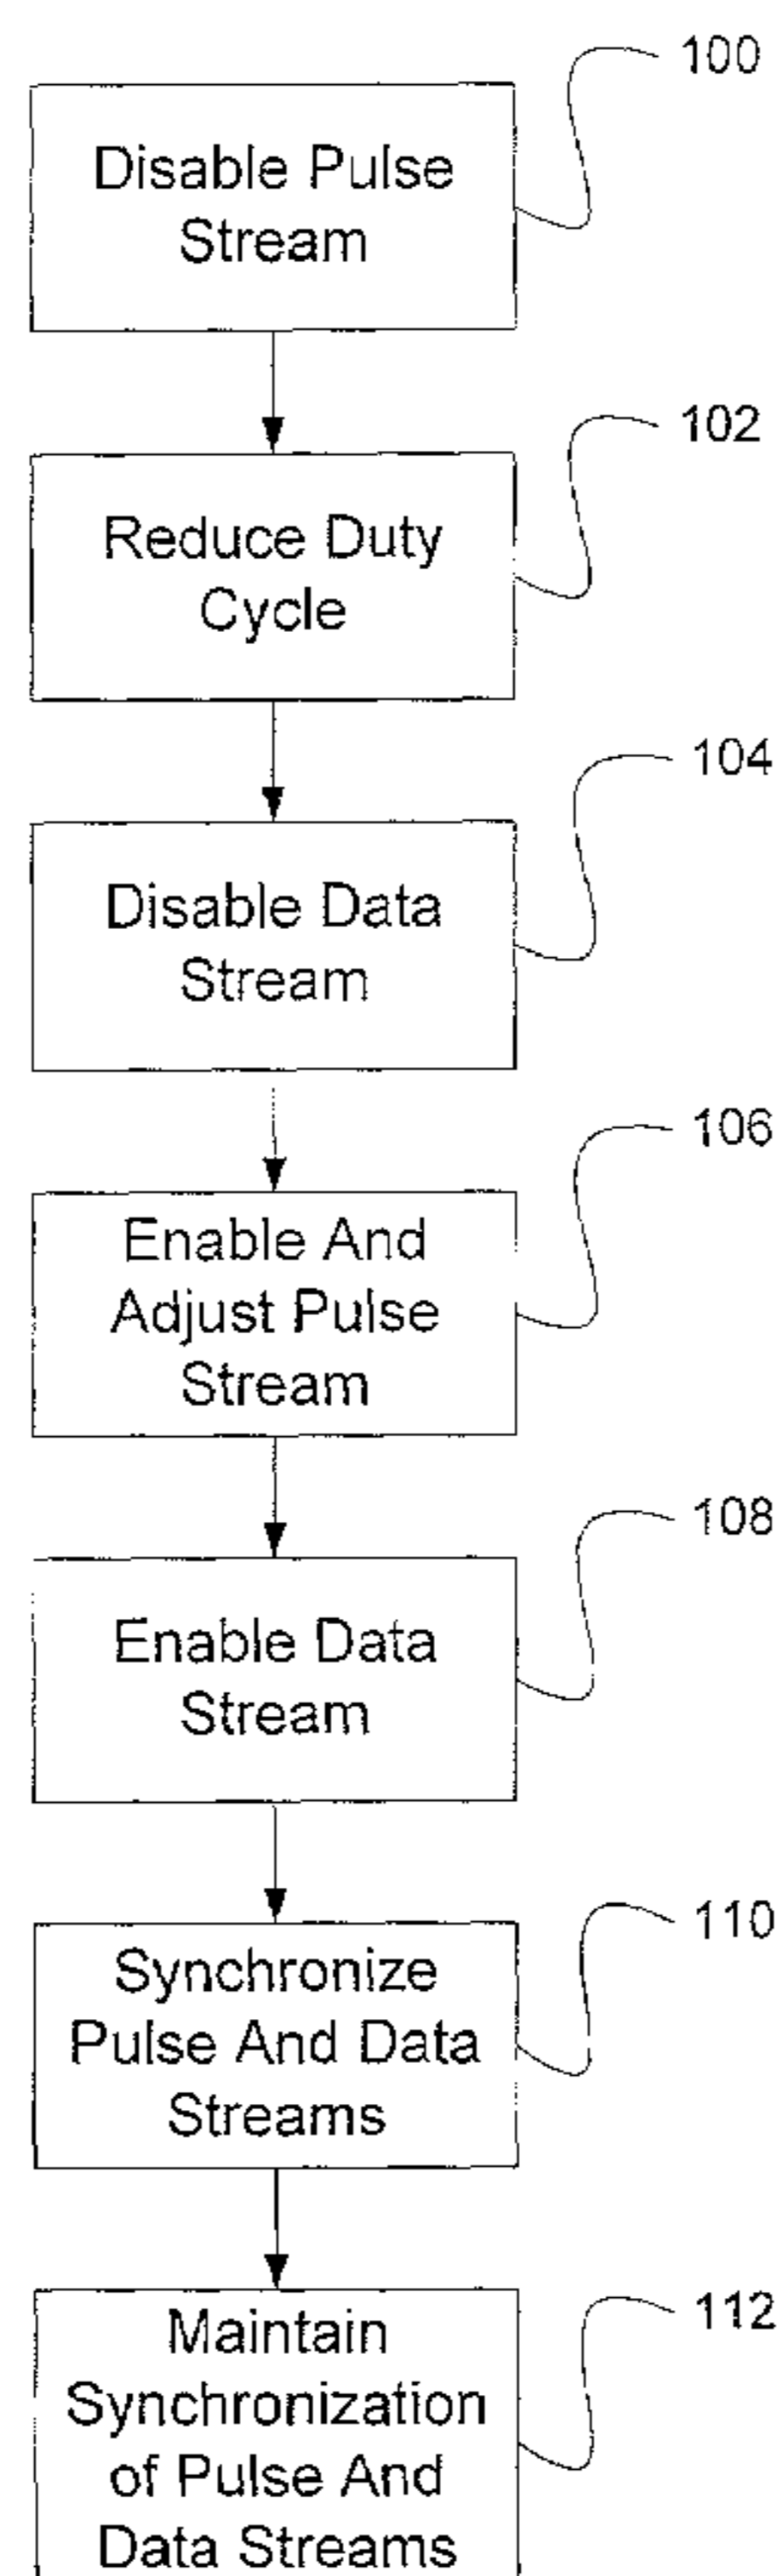 100
Disable Pulse
Stream
102
Reduce Duty
Cycle
104
Disable Data
Stream
106
Enable And
Adjust Pulse
Stream
108
Enable Data
Stream
110
Synchronize
Pulse And Data
Streams
112
Maintain
Synchronization
of Pulse And
Data Streams